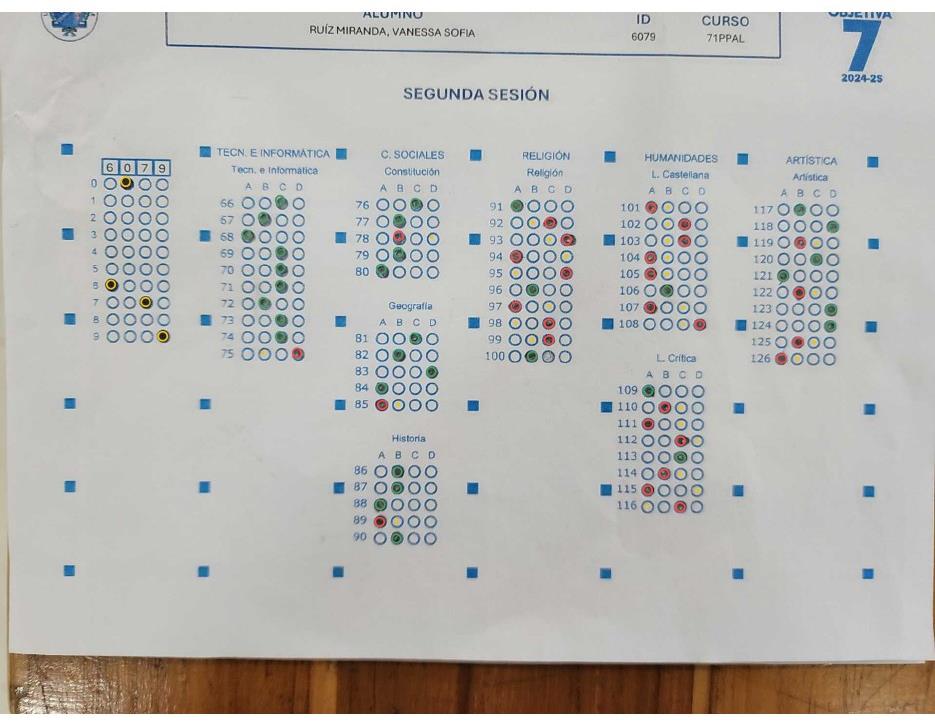 ALUMNO ID CURSO
RUÍZ MIRANDA, VANESSA SOFIA 6079 71PPAL
OBJETIVA
7
2024-25
SEGUNDA SESIÓN
6 0 7 9
0
1
2
3
4
5
6
7
8
9
TECN. E INFORMÁTICA
Tecn. e Informática
A B C D
66
67
68
69
70
71
72
73
74
75
C. SOCIALES
Constitución
A B C D
76
77
78
79
80
Geografía
A B C D
81
82
83
84
85
Historia
A B C D
86
87
88
89
90
RELIGIÓN
Religión
A B C D
91
92
93
94
95
96
97
98
99
100
HUMANIDADES
L. Castellana
A B C D
101
102
103
104
105
106
107
108
L. Crítica
A B C D
109
110
111
112
113
114
115
116
ARTÍSTICA
Artística
A B C D
117
118
119
120
121
122
123
124
125
126